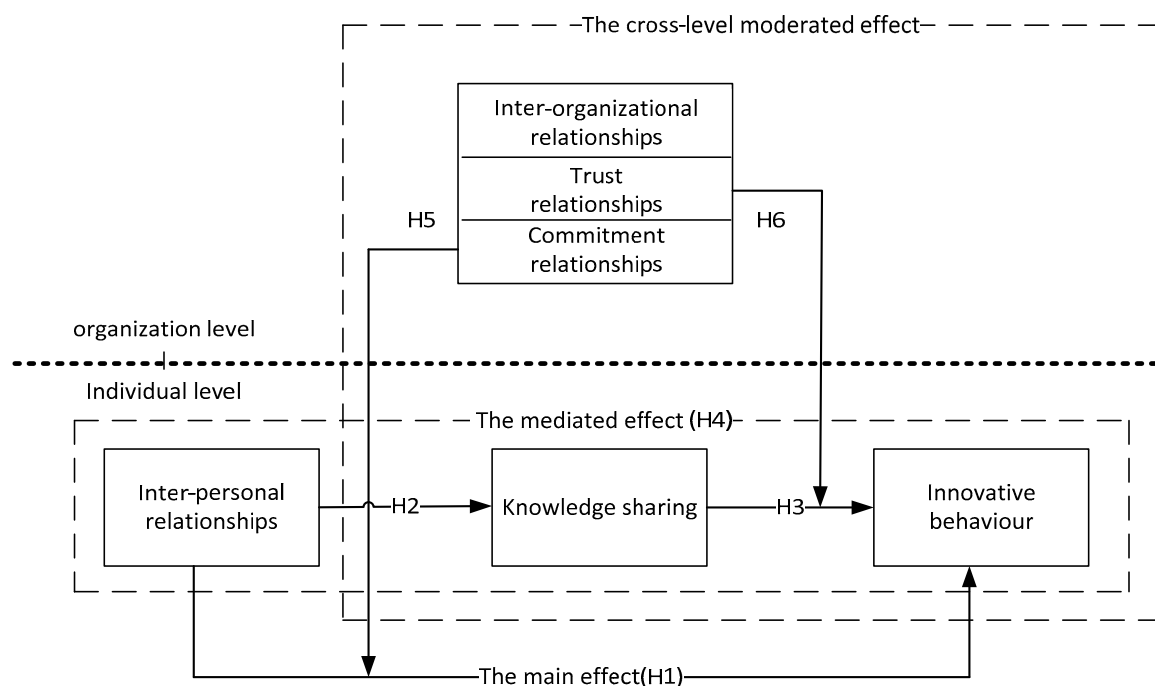 The cross-level moderated effect
Inter-organizational
relationships
Trust
relationships
H5
H6
Commitment
relationships
organization level
Individual level
The mediated effect (H4)
Inter-personal
relationships
H2
Knowledge sharing
H3
Innovative
behaviour
The main effect(H1)